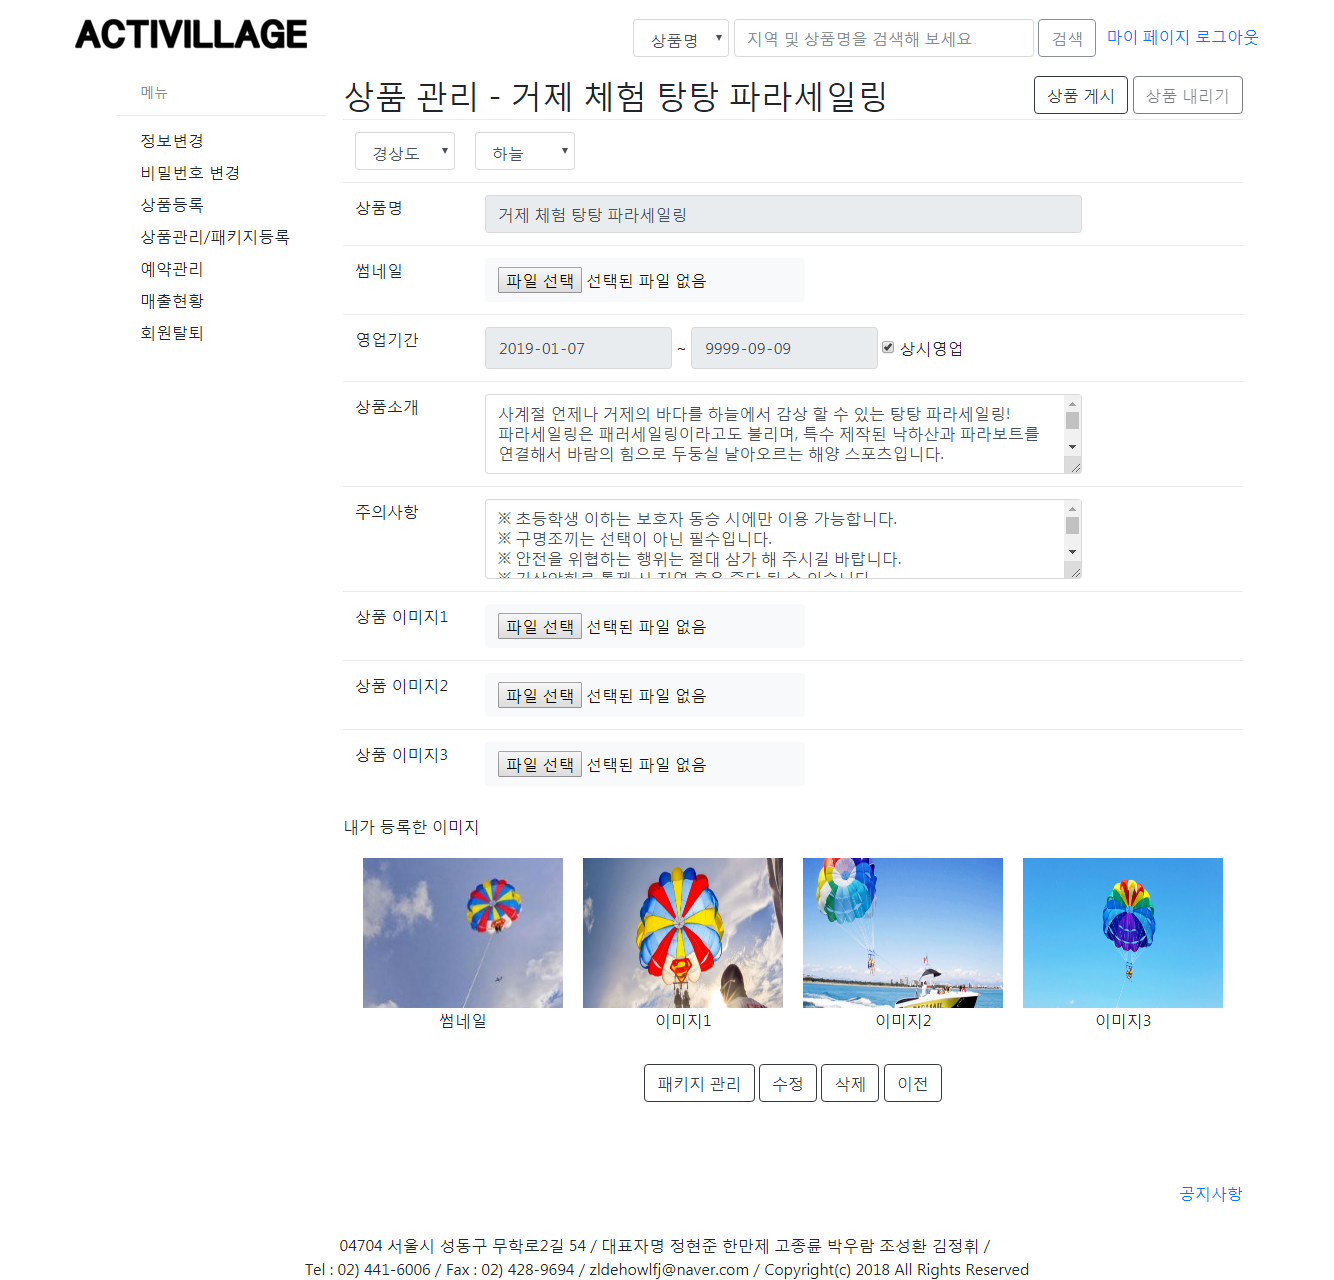 ACTIVILLAGE
상품명 지역 및 상품명을 검색해 보세요 검색 마이 페이지 로그아웃
메뉴
정보변경
비밀번호 변경
상품등록
상품관리/패키지등록
예약관리
매출현황
회원탈퇴
상품 관리 - 거제 체험 탕탕 파라세일링 상품 게시 상품 내리기
경상도 하늘
상품명 거제 체험 탕탕 파라세일링
썸네일 파일 선택 선택된 파일 없음
영업기간 2019-01-07 ~ 9999-09-09 상시영업
상품소개 사계절 언제나 거제의 바다를 하늘에서 감상 할 수 있는 탕탕 파라세일링!
파라세일링은 패러세일링이라고도 불리며, 특수 제작된 낙하산과 파라보트를
연결해서 바람의 힘으로 두둥실 날아오르는 해양 스포츠입니다.
주의사항 ※ 초등학생 이하는 보호자 동승 시에만 이용 가능합니다.
※ 구명조끼는 선택이 아닌 필수입니다.
※ 안전을 위협하는 행위는 절대 삼가 해 주시길 바랍니다.
상품 이미지1 파일 선택 선택된 파일 없음
상품 이미지2 파일 선택 선택된 파일 없음
상품 이미지3 파일 선택 선택된 파일 없음
내가 등록한 이미지
썸네일 이미지1 이미지2 이미지3
패키지 관리 수정 삭제 이전
공지사항
04704 서울시 성동구 무학로2길 54 / 대표자명 정현준 한만제 고종륜 박우람 조성환 김정휘 /
Tel : 02) 441-6006 / Fax : 02) 428-9694 / zldehowlfj@naver.com / Copyright(c) 2018 All Rights Reserved